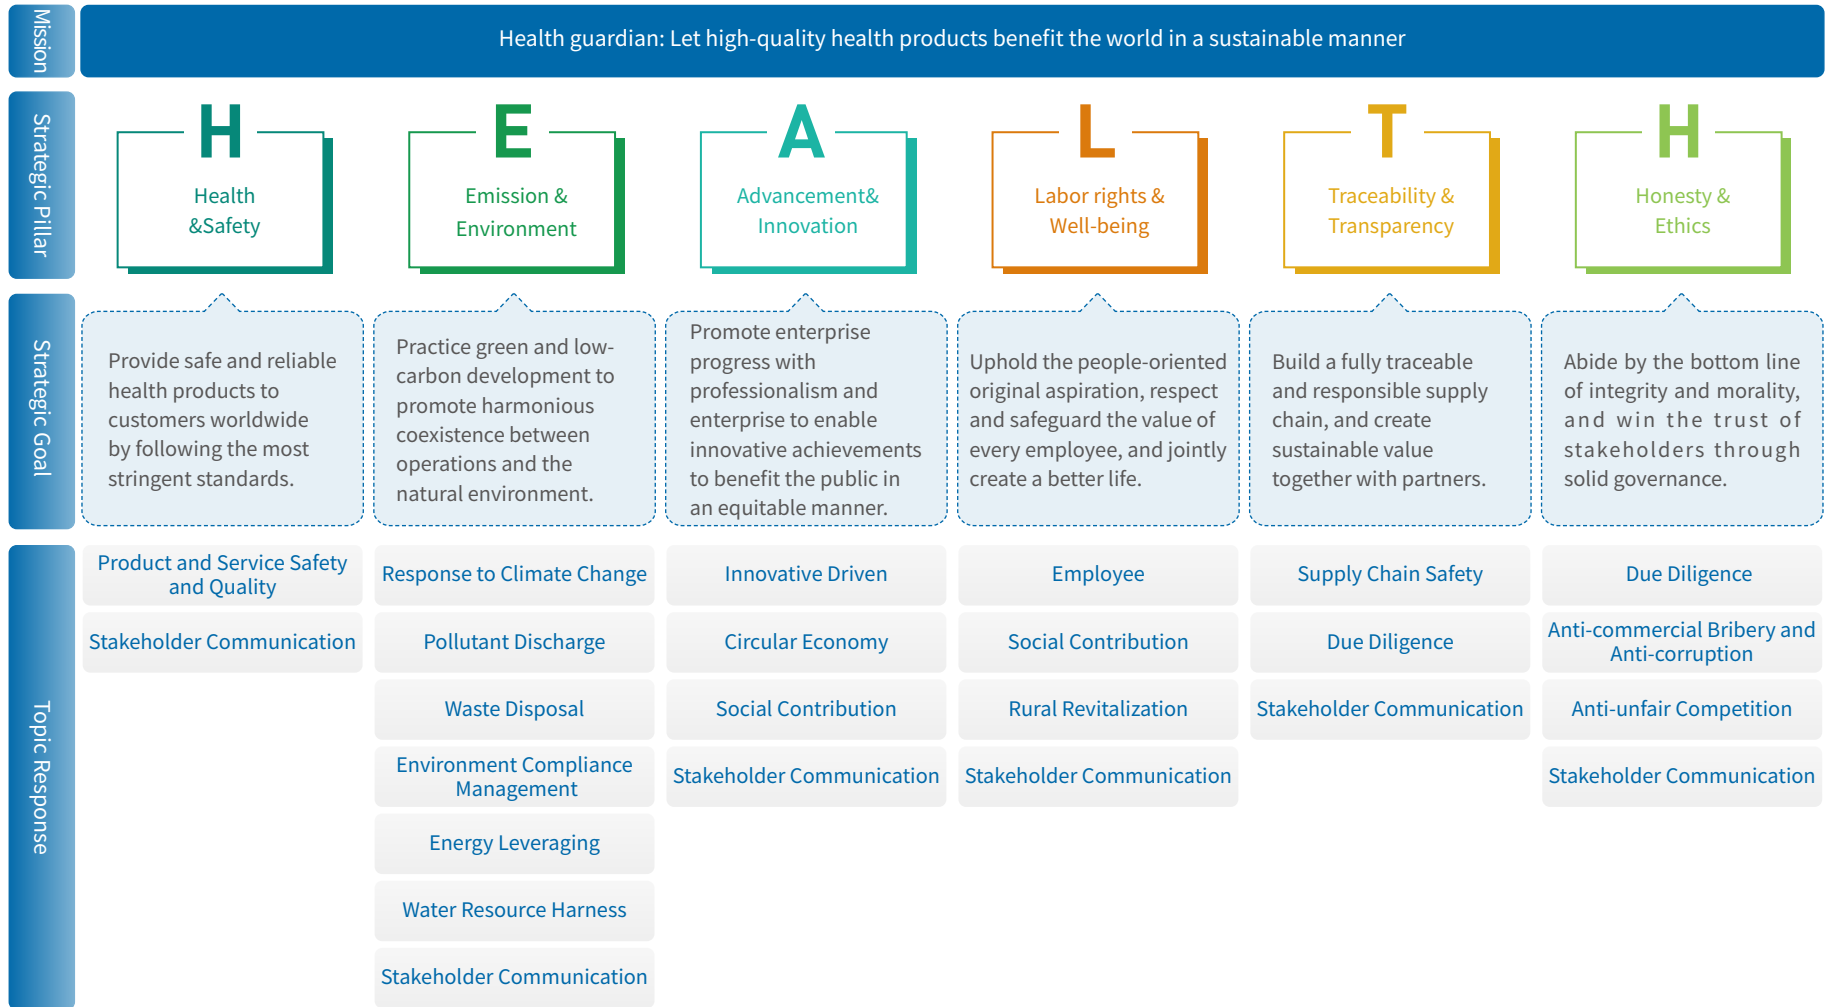 Mission
Health guardian: Let high-quality health products benefit the world in a sustainable manner
Strategic Pillar
H
Health
&Safety
E
Emission &
Environment
A
Advancement&
Innovation
L
Labor rights &
Well-being
T
Traceability &
Transparency
H
Honesty &
Ethics
Strategic Goal
Provide safe and reliable
health products to
customers worldwide
by following the most
stringent standards.
Practice green and low-
carbon development to
promote harmonious
coexistence between
operations and the
natural environment.
Promote enterprise
progress with
professionalism and
enterprise to enable
innovative achievements
to benefit the public in
an equitable manner.
Uphold the people-oriented
original aspiration, respect
and safeguard the value of
every employee, and jointly
create a better life.
Build a fully traceable
and responsible supply
chain, and create
sustainable value
together with partners.
Abide by the bottom line
of integrity and morality,
and win the trust of
stakeholders through
solid governance.
Topic Response
Product and Service Safety
and Quality
Stakeholder Communication
Response to Climate Change
Pollutant Discharge
Waste Disposal
Environment Compliance
Management
Energy Leveraging
Water Resource Harness
Stakeholder Communication
Innovative Driven
Circular Economy
Social Contribution
Stakeholder Communication
Employee
Social Contribution
Rural Revitalization
Stakeholder Communication
Supply Chain Safety
Due Diligence
Stakeholder Communication
Due Diligence
Anti-commercial Bribery and
Anti-corruption
Anti-unfair Competition
Stakeholder Communication